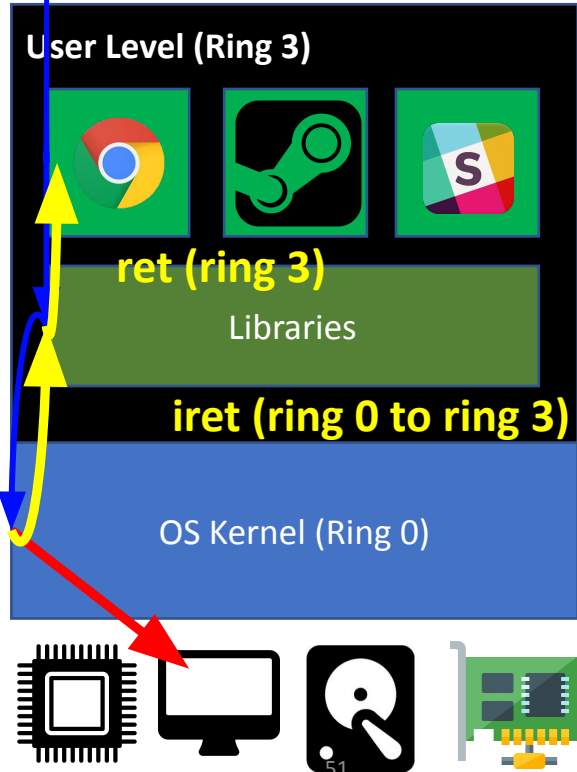 User Level (Ring 3)
S
ret (ring 3)
Libraries
iret (ring 0 to ring 3)
OS Kernel (Ring 0)
51